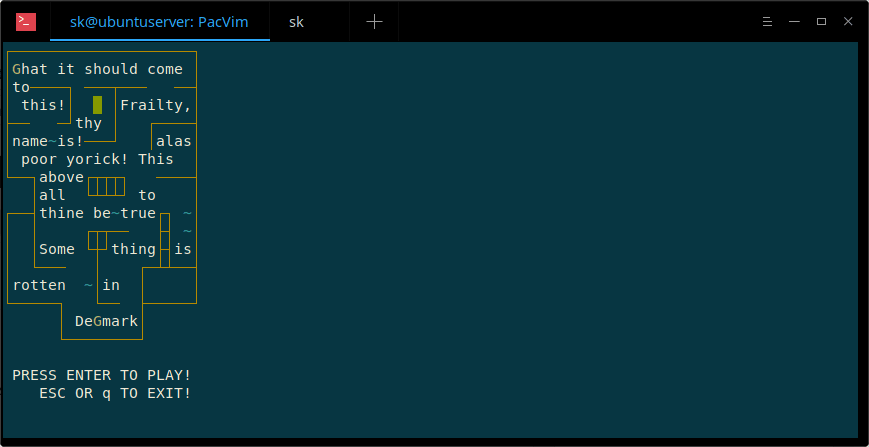 sk@ubuntuserver: PacVim sk
Ghat it should come
to
this! Frailty,
thy
name~is! alas
poor yorick! This
above
all to
thine be~true ~
~
Some thing is
rotten ~ in
DeGmark
PRESS ENTER TO PLAY!
ESC OR q TO EXIT!